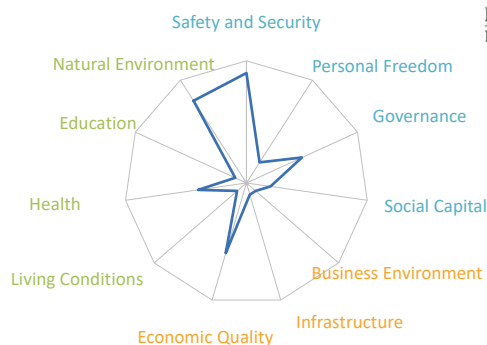 Safety and Security
Natural Environment
Personal Freedom
Education
Governance
Health
Social Capital
Living Conditions
Business Environment
Economic Quality
Infrastructure